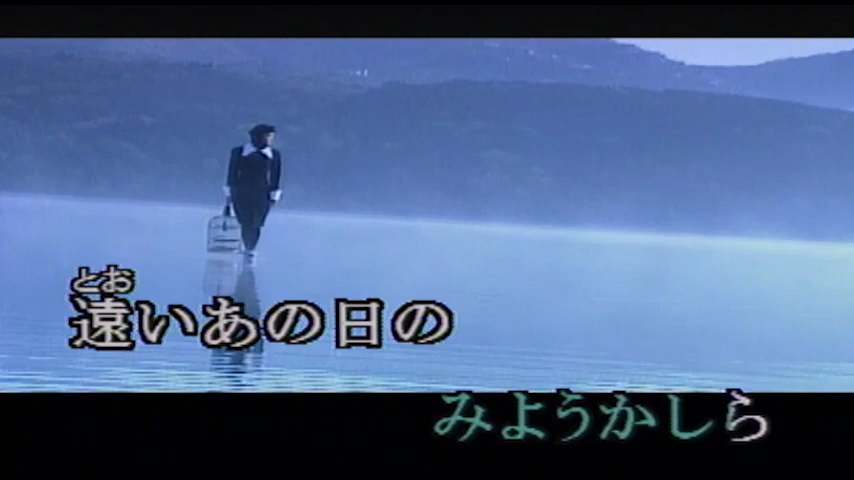 とお
遠いあの日の
みようかしら